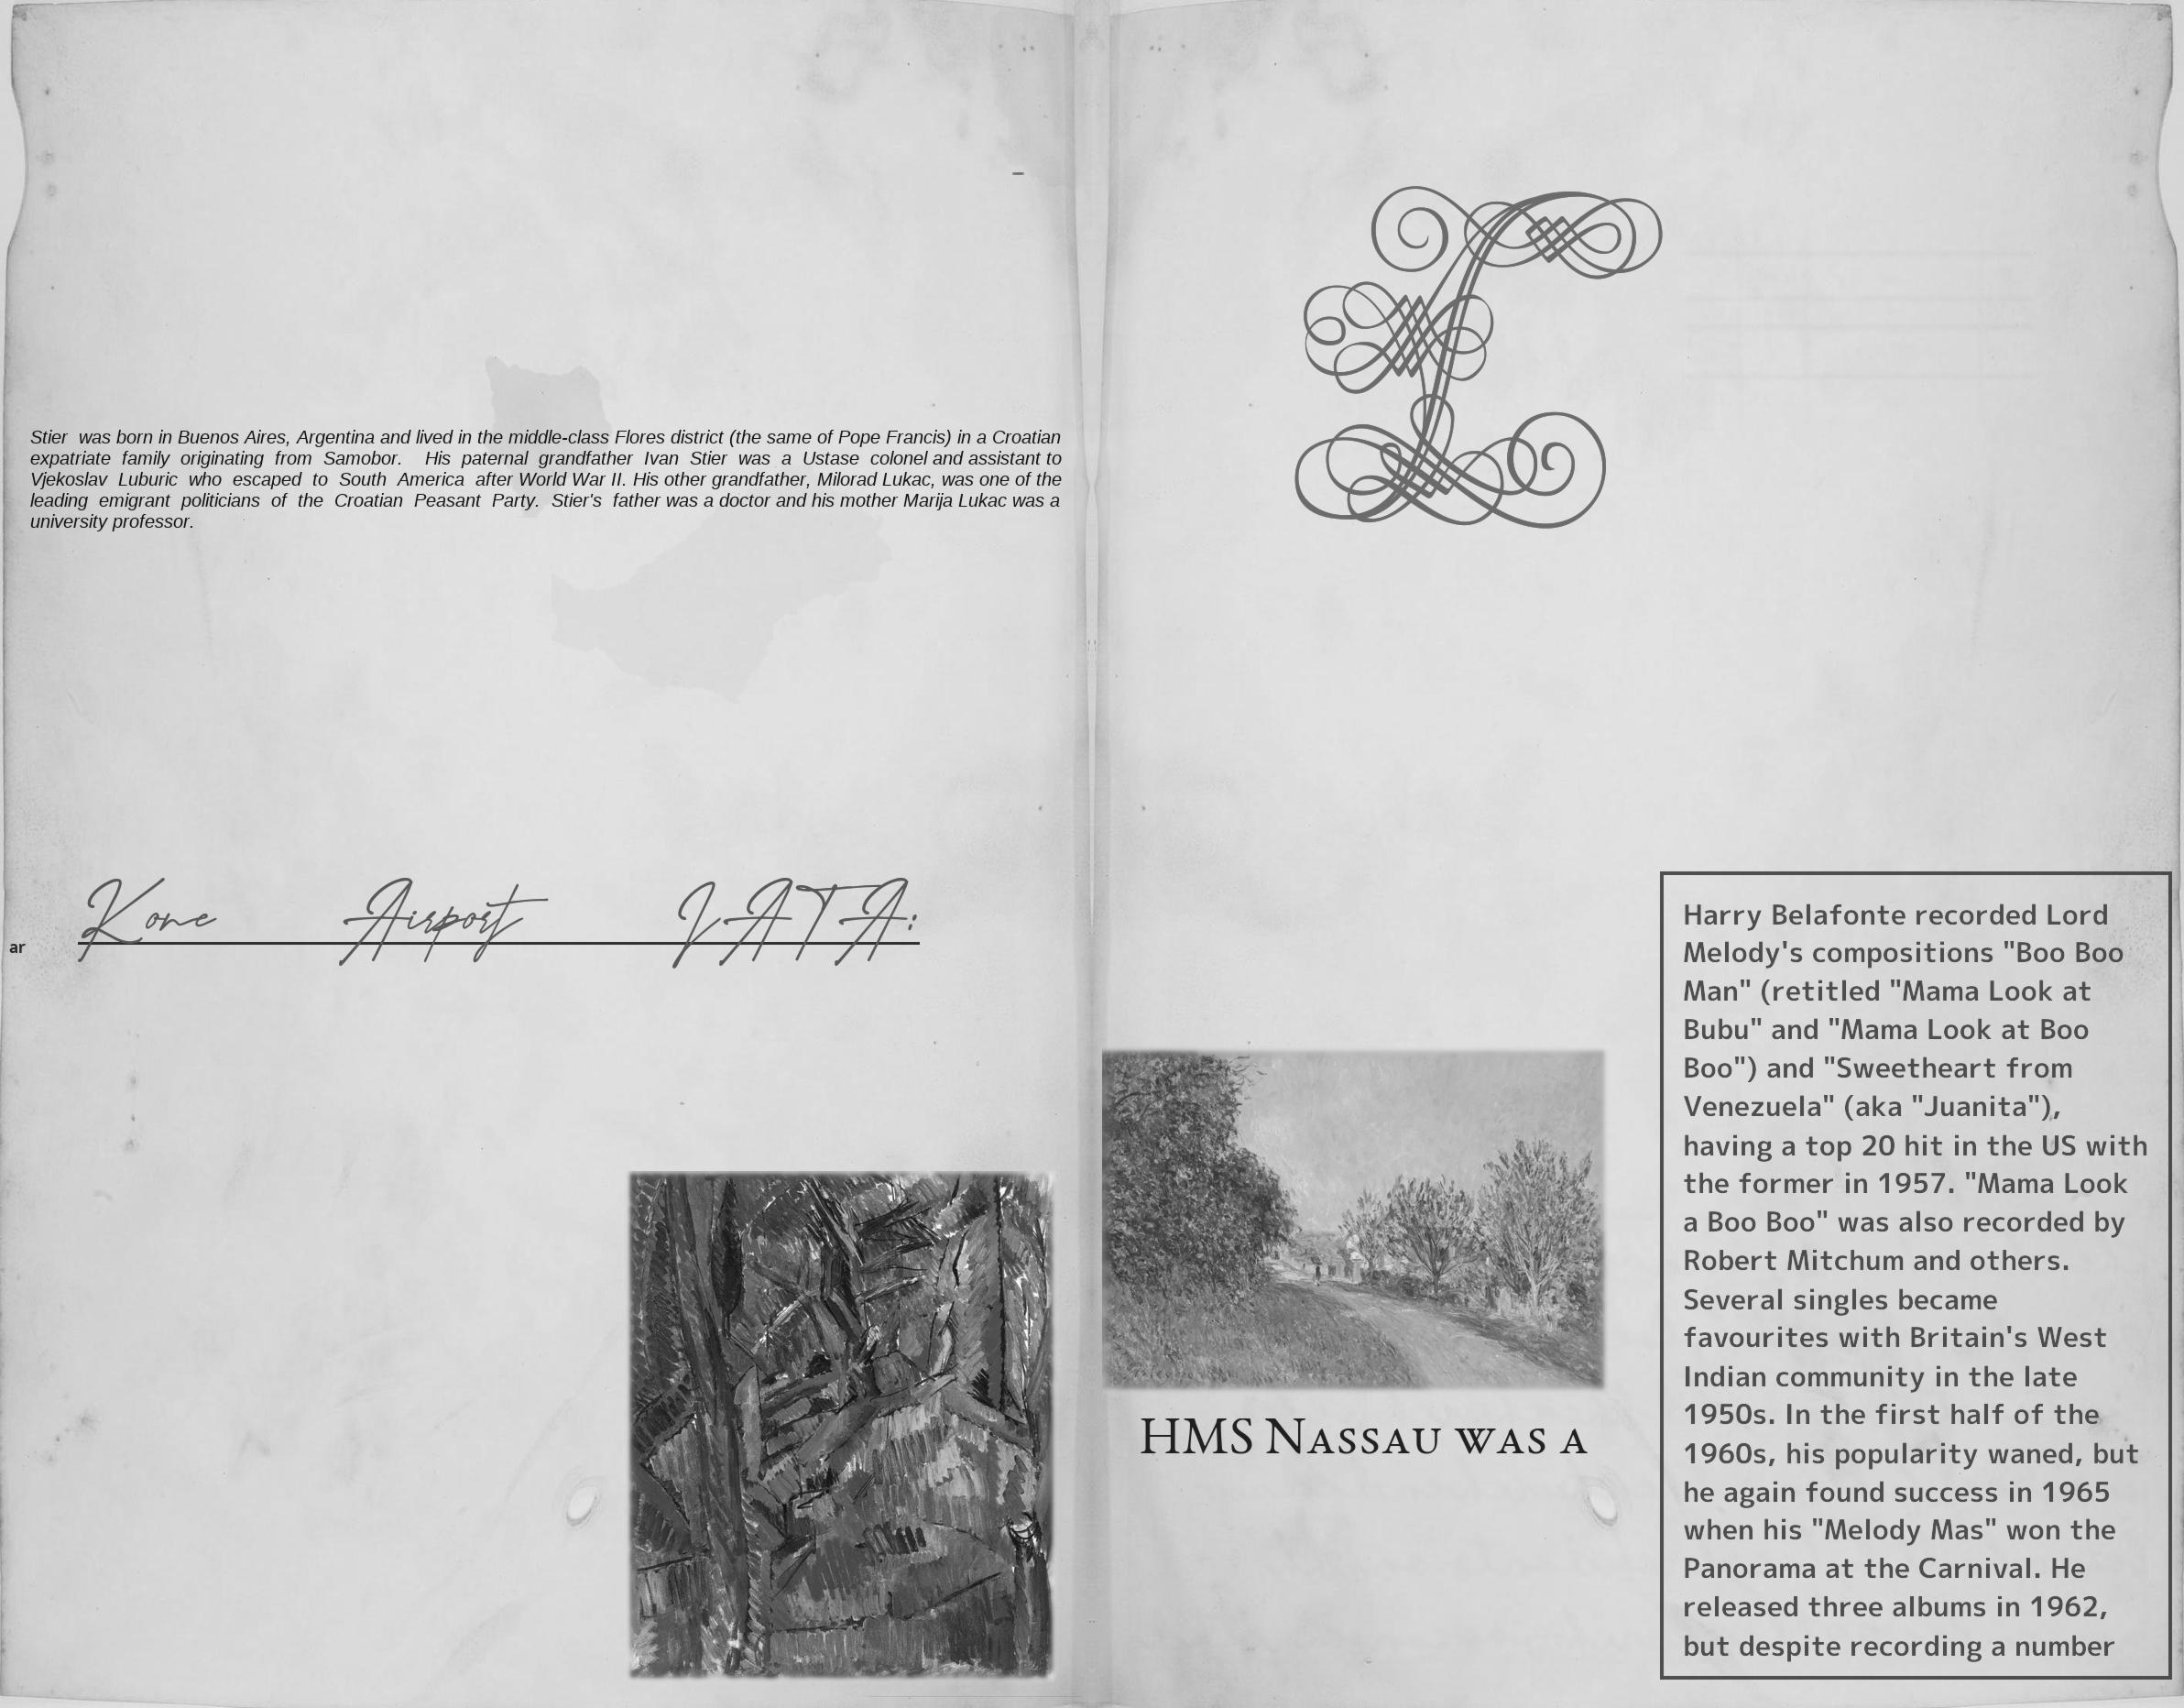 Stier was born in Buenos Aires, Argentina and lived in the middle-class Flores district (the same of Pope Francis) in a Croatian
expatriate family originating from Samobor. His paternal grandfather Ivan Stier was a Ustase colonel and assistant to
Vjekoslav Luburic who escaped to South America after World War II. His other grandfather, Milorad Lukac, was one of the
leading emigrant politicians of the Croatian Peasant Party. Stier's father was a doctor and his mother Marija Lukac was a
university professor.
ar
Kone Airport IATA:
HMS Nassau was a
Harry Belafonte recorded Lord
Melody's compositions "Boo Boo
Man" (retitled "Mama Look at
Bubu" and "Mama Look at Boo
Boo") and "Sweetheart from
Venezuela" (aka "Juanita"),
having a top 20 hit in the US with
the former in 1957. "Mama Look
a Boo Boo" was also recorded by
Robert Mitchum and others.
Several singles became
favourites with Britain's West
Indian community in the late
1950s. In the first half of the
1960s, his popularity waned, but
he again found success in 1965
when his "Melody Mas" won the
Panorama at the Carnival. He
released three albums in 1962,
but despite recording a number